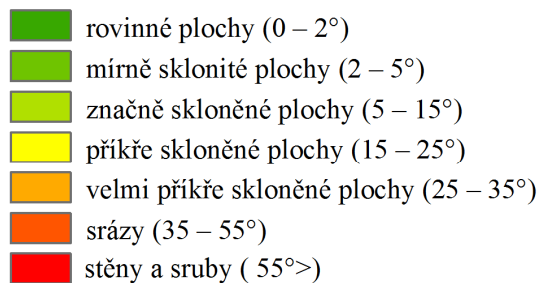 rovinné plochy (0 – 2°)
mírně sklonité plochy (2 – 5°)
značně skloněné plochy (5 – 15°)
příkře skloněné plochy (15 – 25°)
velmi příkře skloněné plochy (25 – 35°)
srázy (35 – 55°)
stěny a sruby ( 55°>)